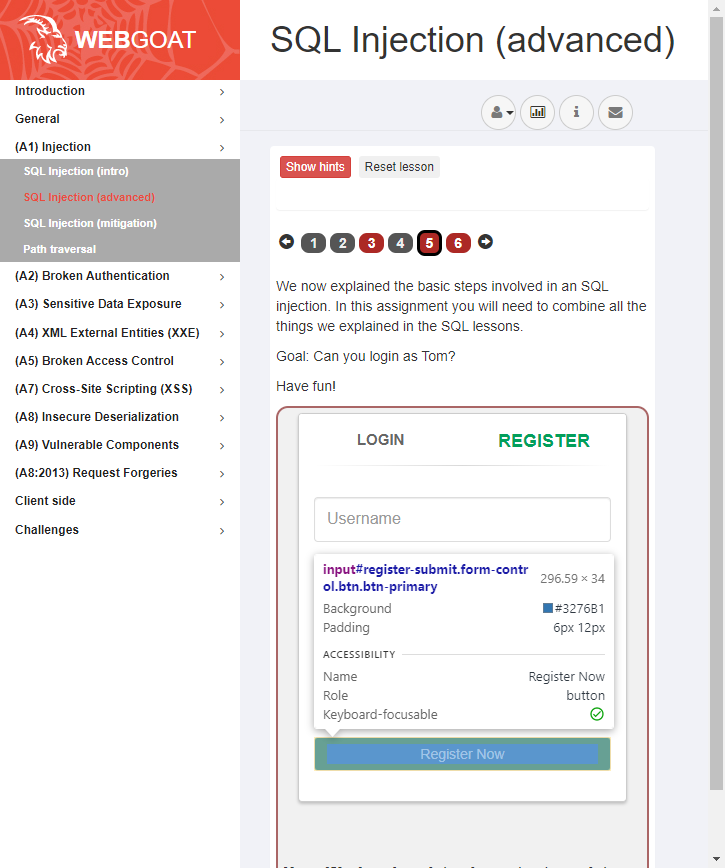 WEBGOAT
SQL Injection (advanced)
Introduction
General
(A1) Injection
SQL Injection (intro)
SQL Injection (advanced)
SQL Injection (mitigation)
Path traversal
(A2) Broken Authentication
(A3) Sensitive Data Exposure
(A4) XML External Entities (XXE)
(A5) Broken Access Control
(A7) Cross-Site Scripting (XSS)
(A8) Insecure Deserialization
(A9) Vulnerable Components
(A8:2013) Request Forgeries
Client side
Challenges
Show hints Reset lesson
1 2 3 4 5 6
We now explained the basic steps involved in an SQL
injection. In this assignment you will need to combine all the
things we explained in the SQL lessons.
Goal: Can you login as Tom?
Have fun!
LOGIN REGISTER
Username
input#register-submit.form-contr
ol.btn.btn-primary 296.59 × 34
Background #3276B1
Padding 6px 12px
ACCESSIBILITY
Name Register Now
Role button
Keyboard-focusable
Register Now